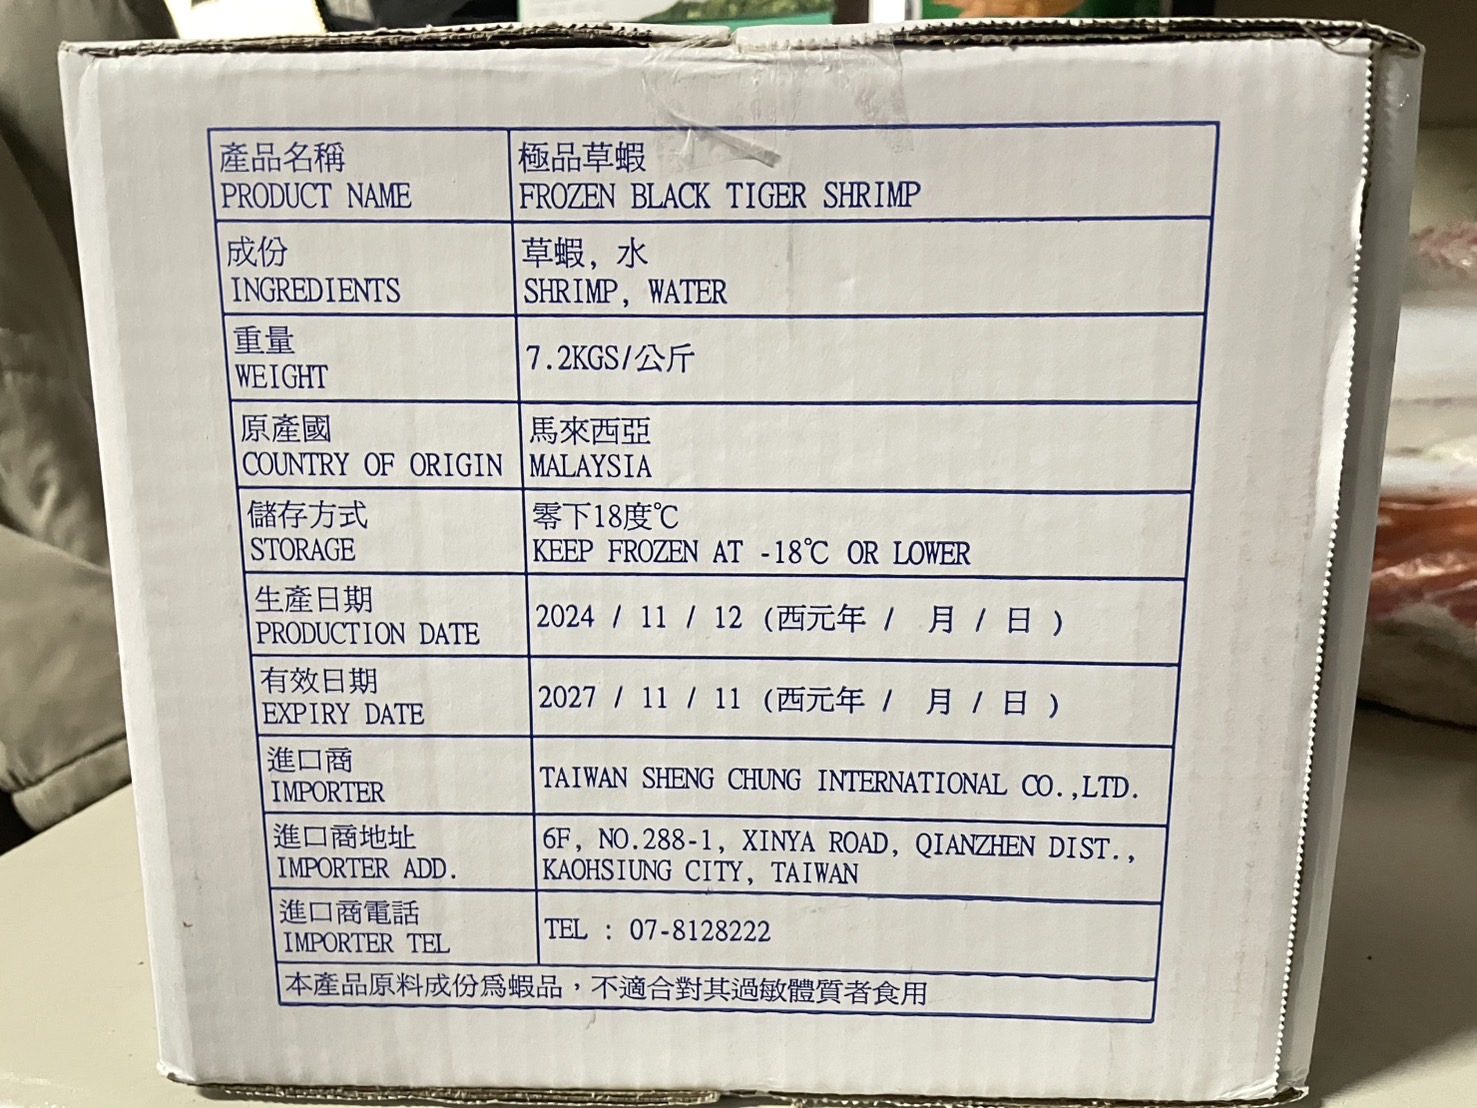 產品名稱
PRODUCT NAME
極品草蝦
FROZEN BLACK TIGER SHRIMP
成份
INGREDIENTS
草蝦, 水
SHRIMP, WATER
重量
WEIGHT
7.2KGS/公斤
原產國
COUNTRY OF ORIGIN
馬來西亞
MALAYSIA
儲存方式
STORAGE
零下18度℃
KEEP FROZEN AT -18℃ OR LOWER
生產日期
PRODUCTION DATE
2024 / 11 / 12 (西元年 / 月 / 日 )
有效日期
EXPIRY DATE
2027 / 11 / 11 (西元年 / 月 / 日 )
進口商
IMPORTER
TAIWAN SHENG CHUNG INTERNATIONAL CO.,LTD.
進口商地址
IMPORTER ADD.
6F, NO.288-1, XINYA ROAD, QIANZHEN DIST.,
KAOHSIUNG CITY, TAIWAN
進口商電話
IMPORTER TEL
TEL : 07-8128222
本產品原料成份為蝦品，不適合對其過敏體質者食用